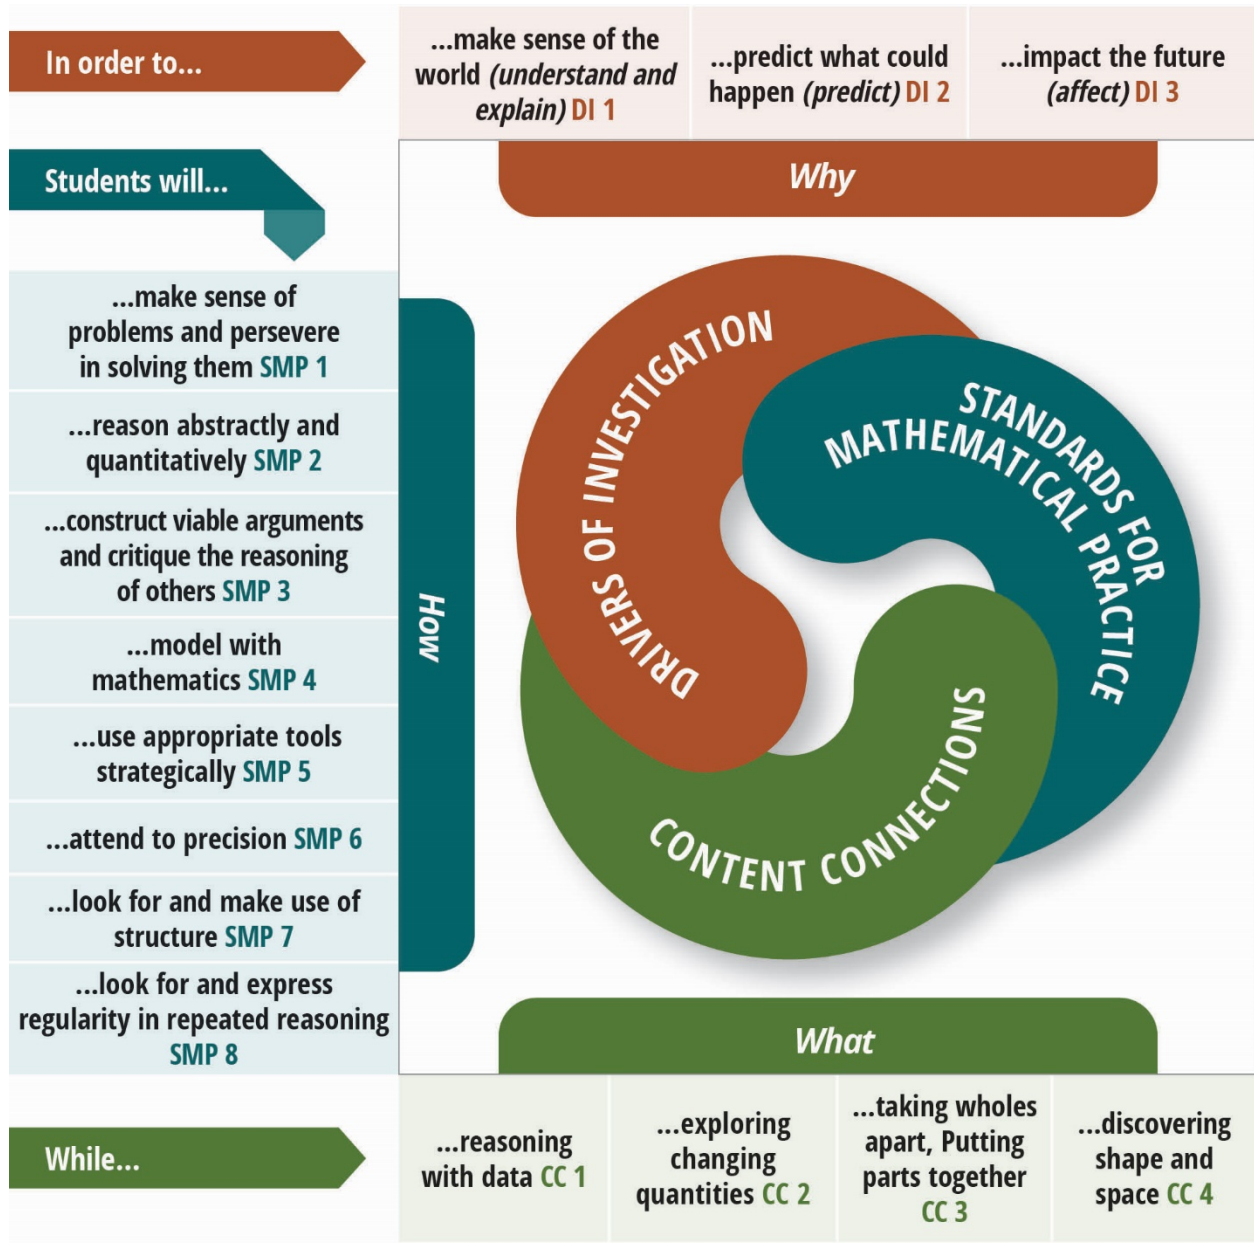 In order to...
...make sense of the
world (understand and
explain) DI 1
...predict what could
happen (predict) DI 2
...impact the future
(affect) DI 3
Students will...
Why
...make sense of
problems and persevere
in solving them SMP 1
...reason abstractly and
quantitatively SMP 2
...construct viable arguments
and critique the reasoning
of others SMP 3
...model with
mathematics SMP 4
...use appropriate tools
strategically SMP 5
...attend to precision SMP 6
...look for and make use of
structure SMP 7
...look for and express
regularity in repeated reasoning
SMP 8
How
DRIVERS OF INVESTIGATION
STANDARDS FOR
MATHEMATICAL PRACTICE
CONTENT CONNECTIONS
What
While...
...reasoning
with data CC 1
...exploring
changing
quantities CC 2
...taking wholes
apart, Putting
parts together
CC 3
...discovering
shape and
space CC 4